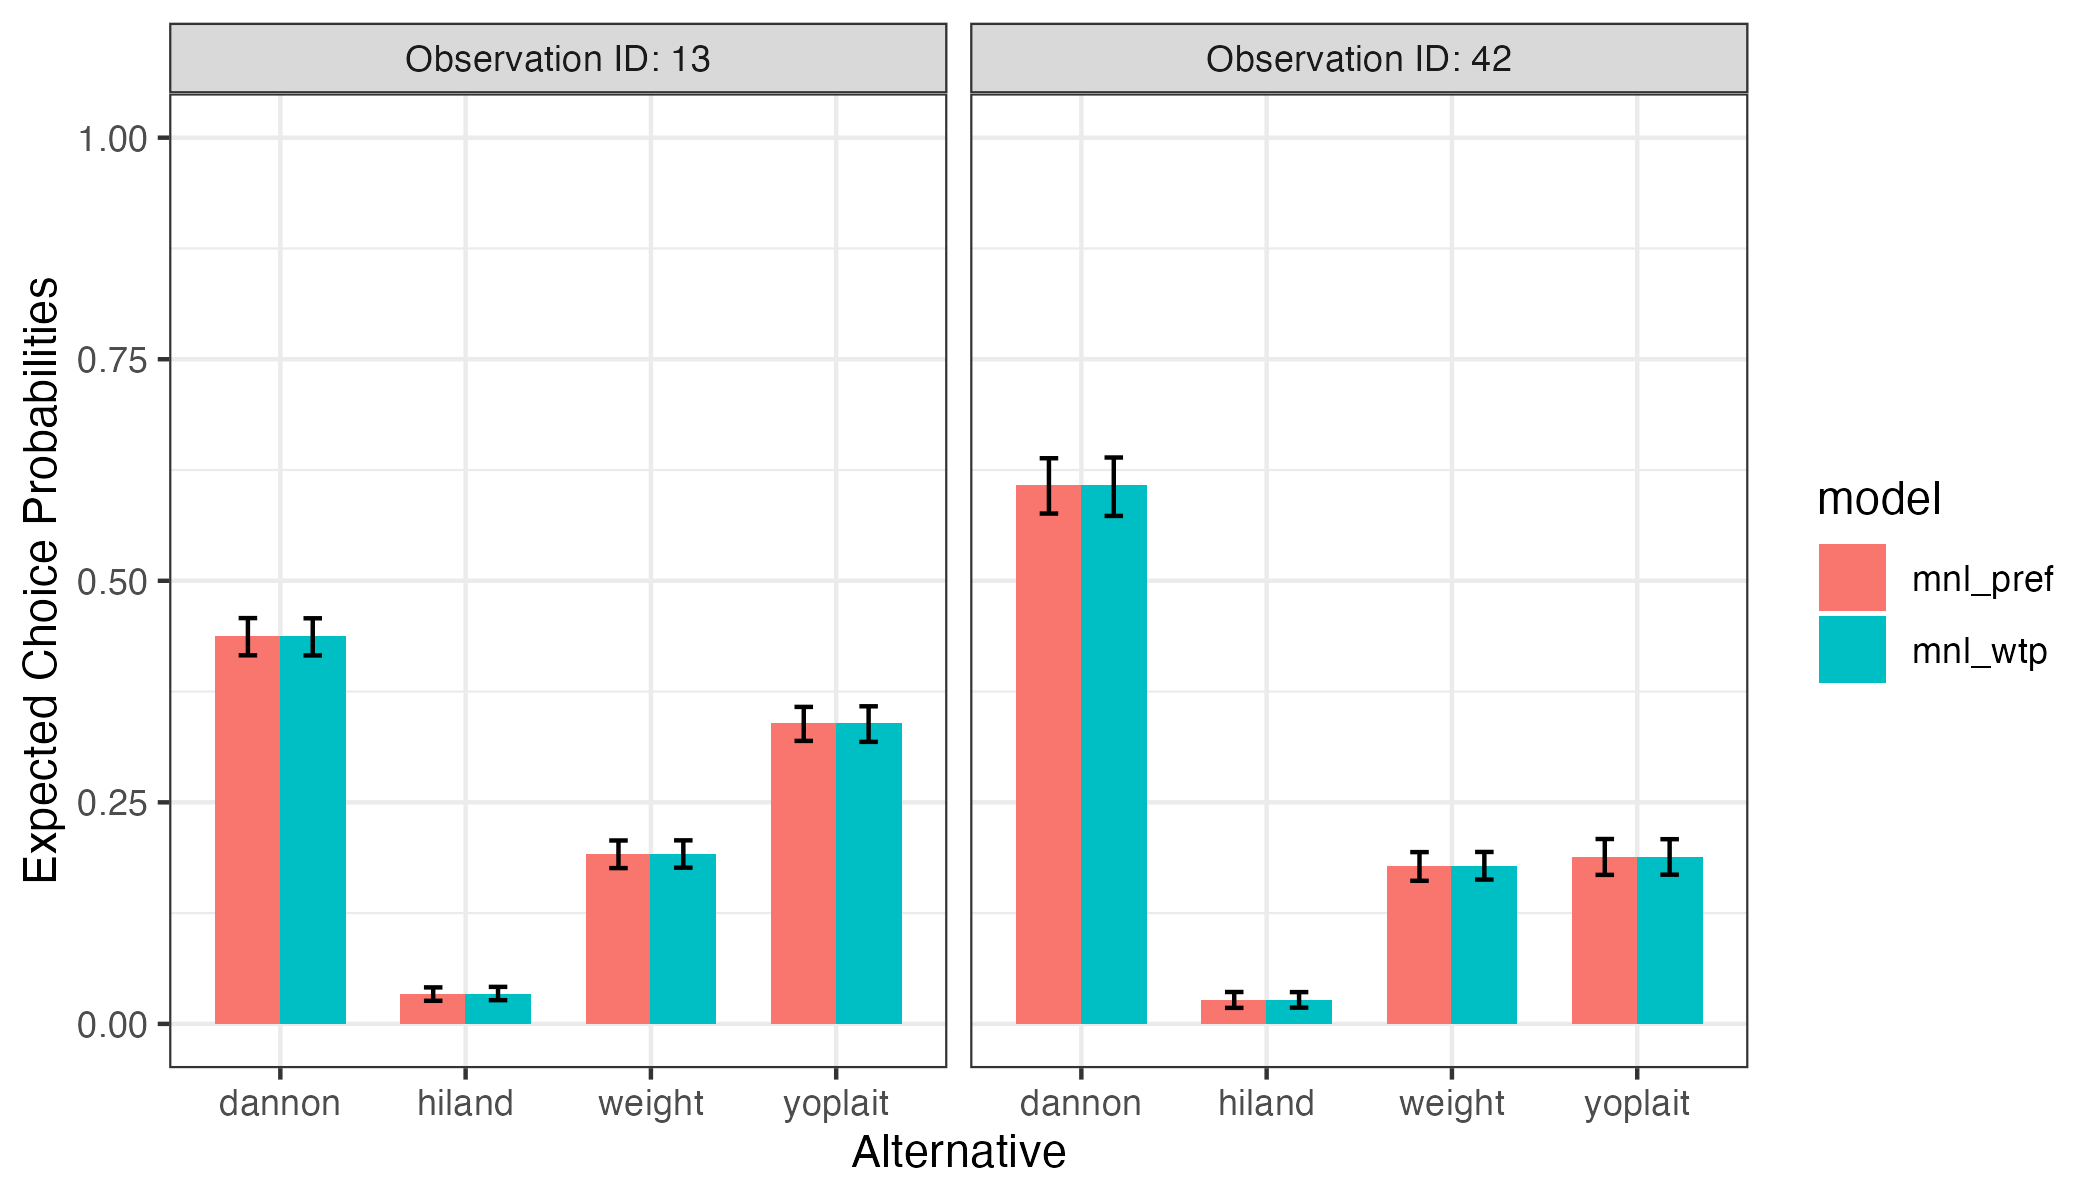 Observation ID: 13
Observation ID: 42
Expected Choice Probabilities
1.00
0.75
0.50
0.25
0.00
dannon hiland weight yoplait
dannon hiland weight yoplait
Alternative
model
mnl_pref
mnl_wtp